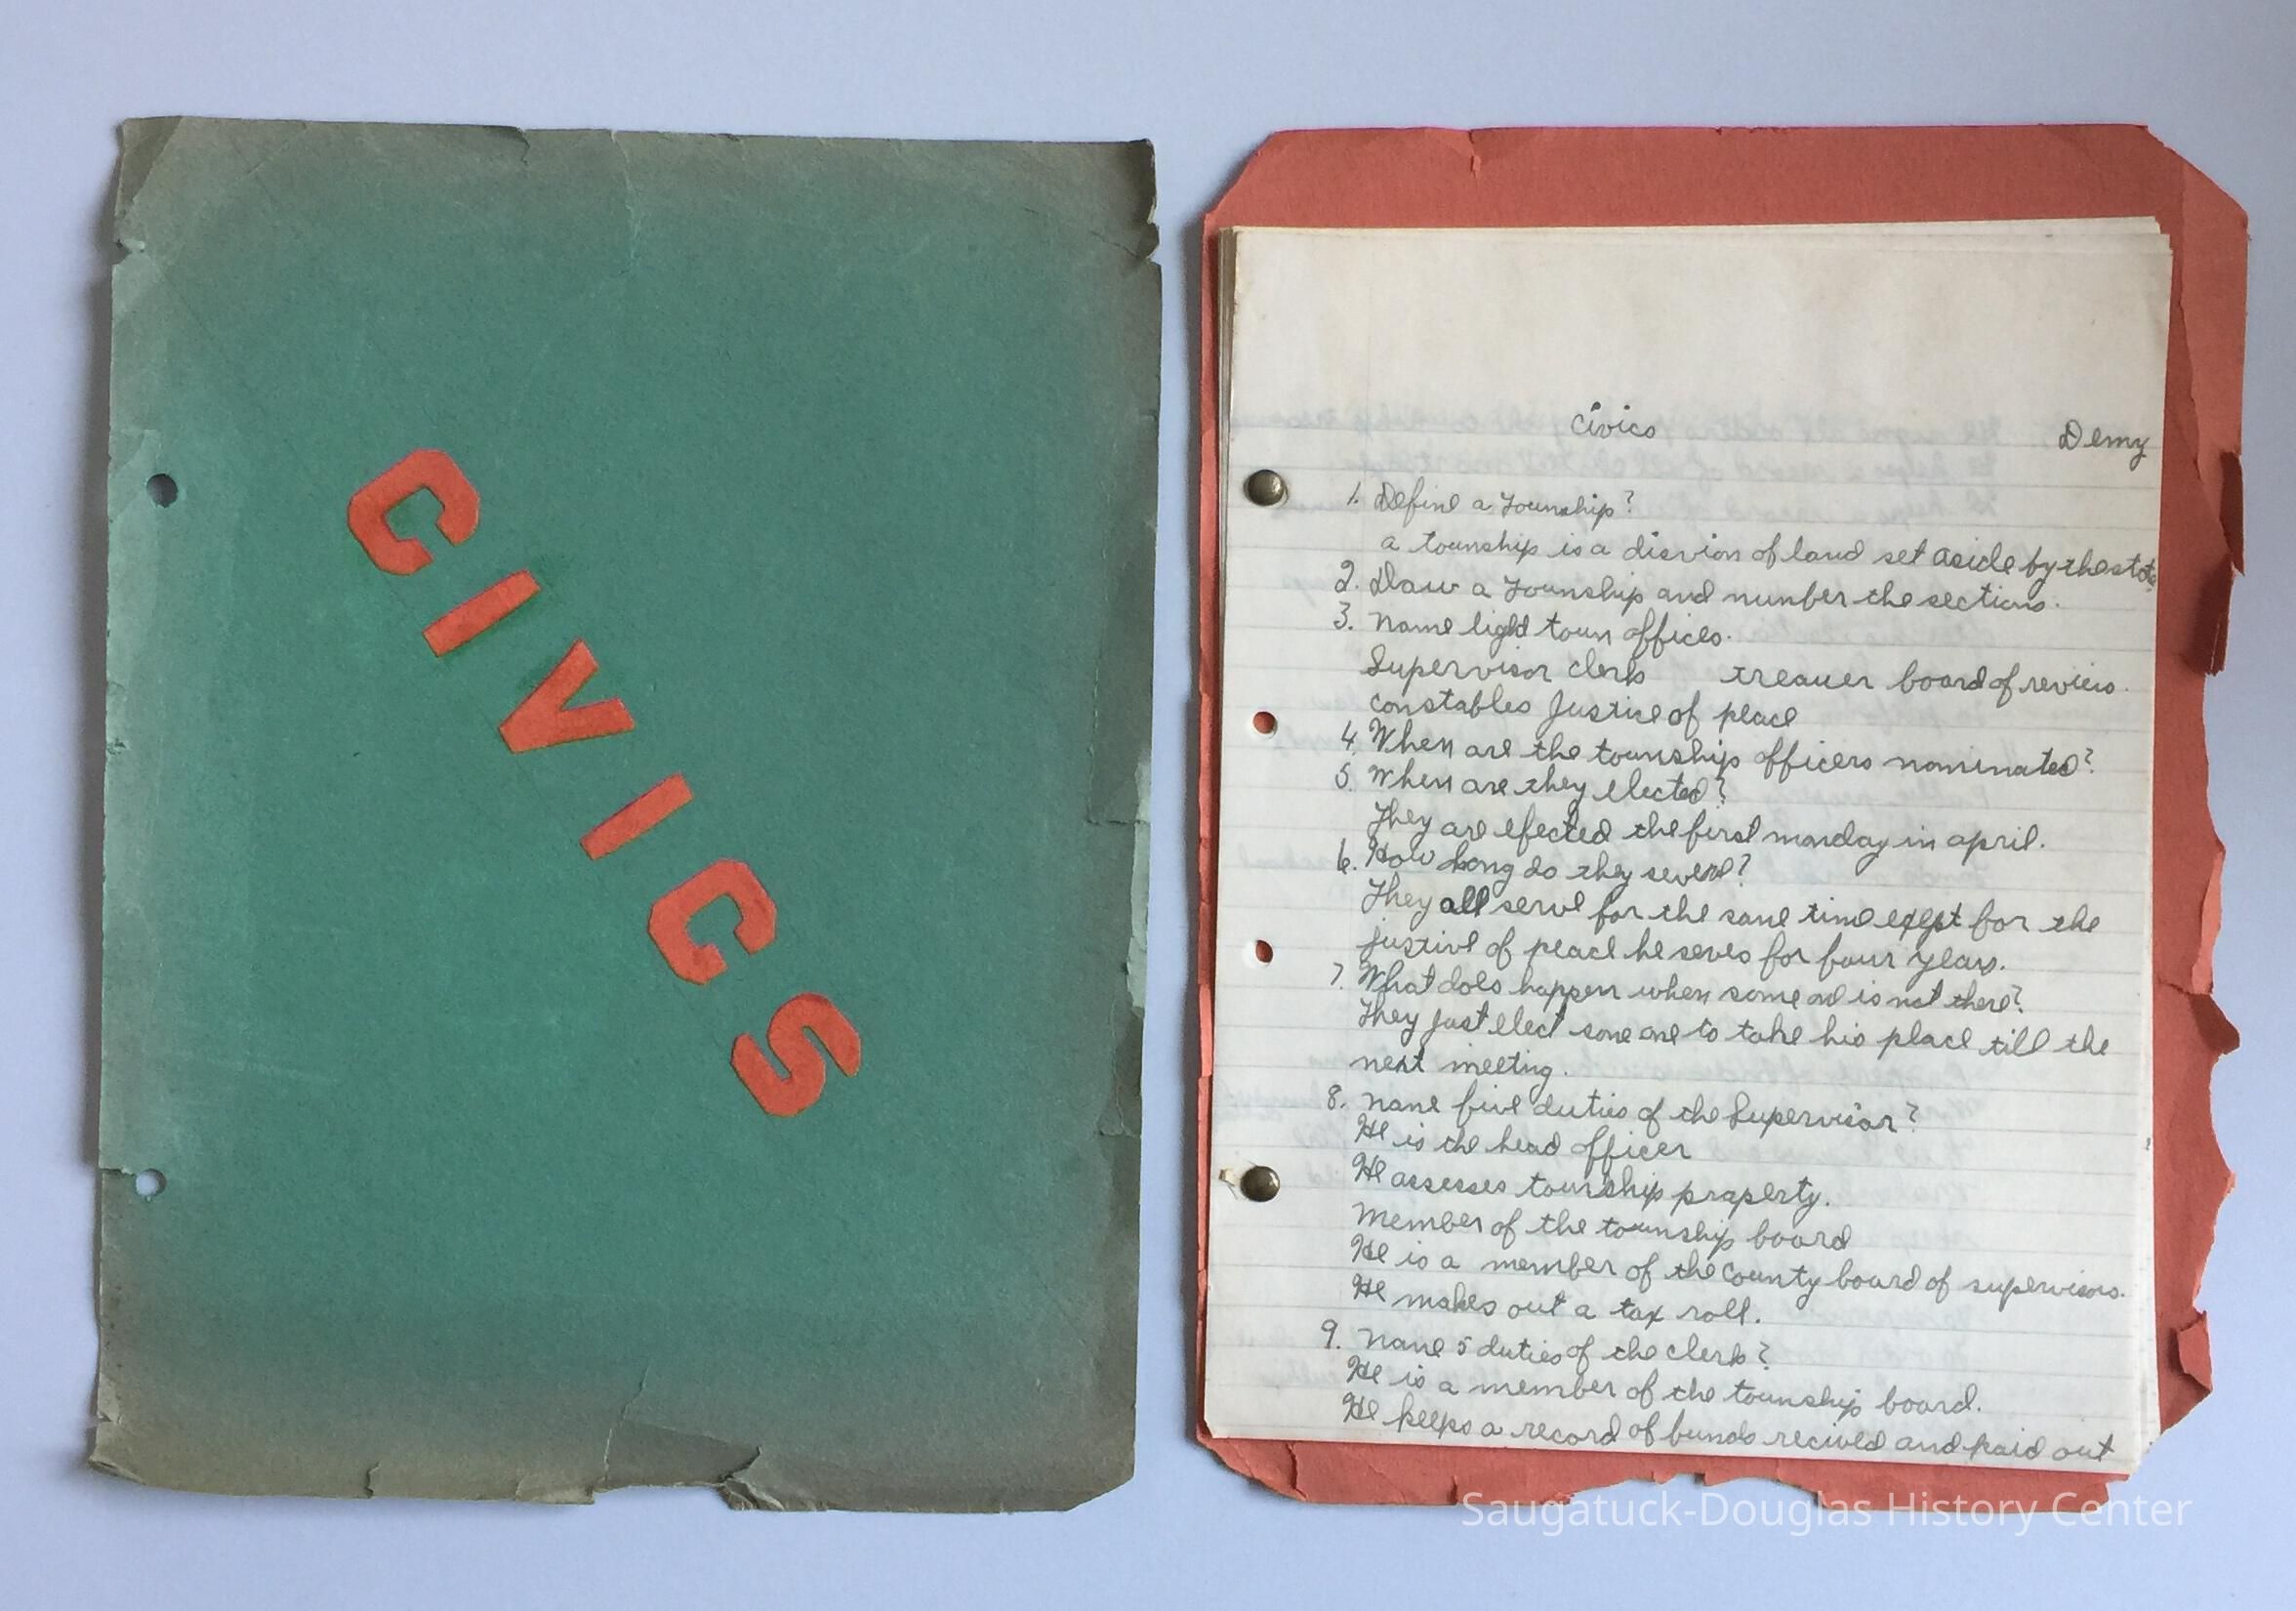 CIVICS
Civics Demy
1. Define a Township?
a township is a disvion of land set aside by the state
2. Daw a Township and number the sections.
3. Name light town offices.
Supervisor clerk treauer board of reviews.
constables Justice of peace
4. When are the township officers nominated?
5. When are they elected?
They are efected the first monday in april.
6. How long do they severe?
They all serve for the same time exept for the
justive of peace he serves for four years.
7. What does happen when some one is not there?
They just elect some one to take his place till the
next meeting.
8. Name five duties of the Supervisor?
He is the head officer
He assesses township property.
Member of the township board
He is a member of the County board of supervisors.
He makes out a tax roll.
9. Name 5 duties of the clerk?
He is a member of the township board.
He keeps a record of funds recived and paid out
Saugatuck-Douglas History Center